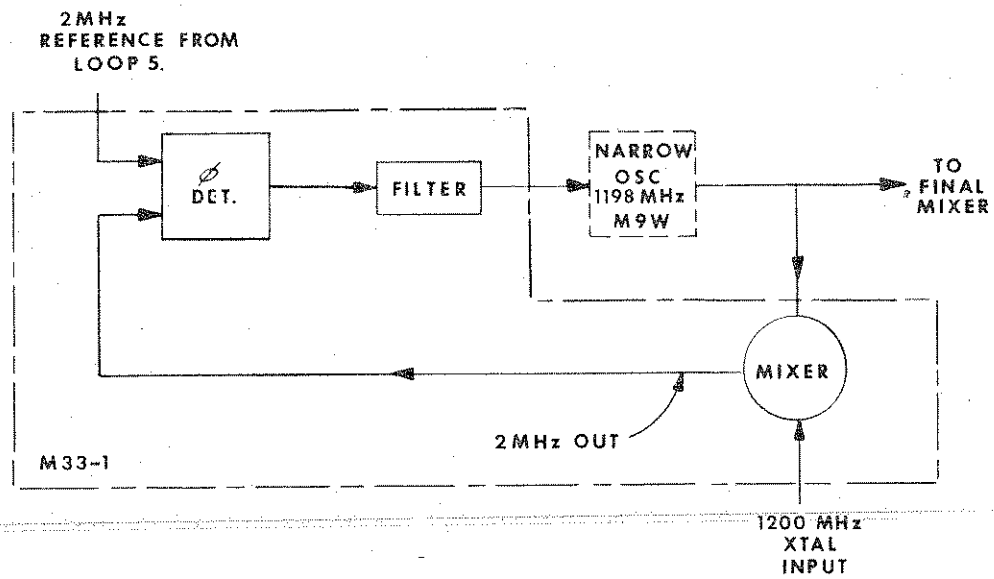 2MHz
REFERENCE FROM
LOOP 5.
φ
DET.
FILTER
NARROW
OSC
1198 MHz
M9W
TO
FINAL
MIXER
MIXER
2MHz OUT
M33-1
1200 MHz
XTAL
INPUT